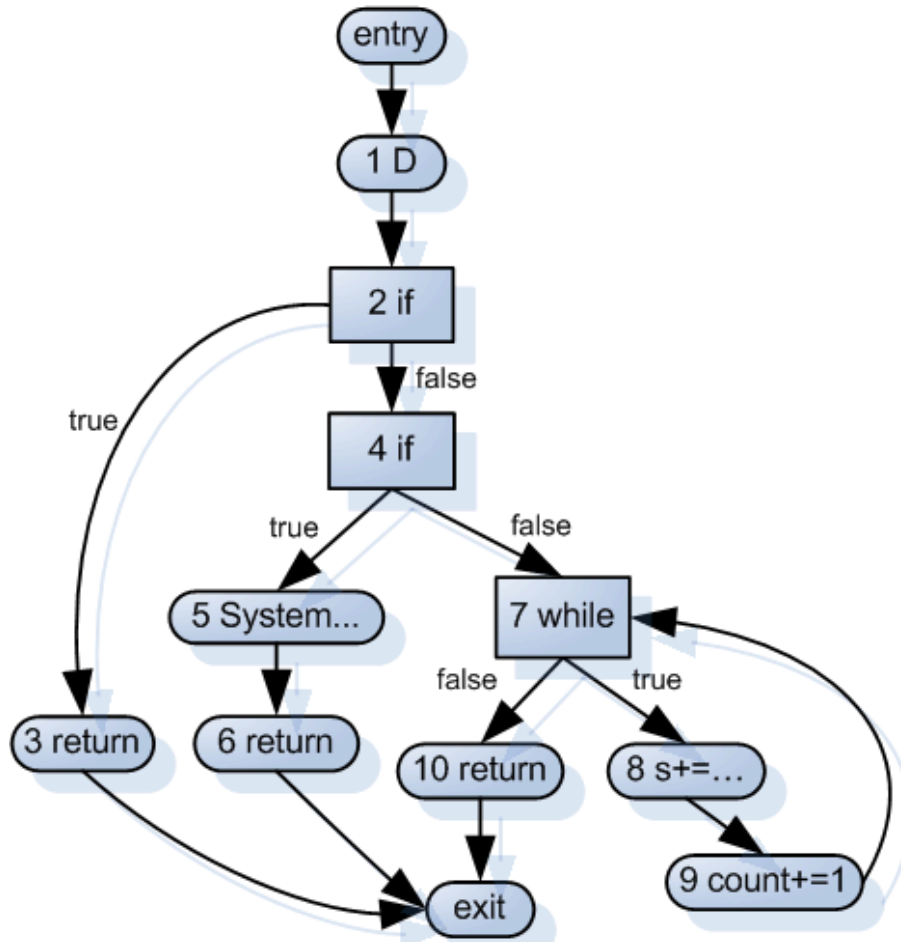 entry
1 D
2 if
false
true
4 if
true
false
5 System...
7 while
false
true
3 return
6 return
10 return
8 s+=...
9 count+=1
exit